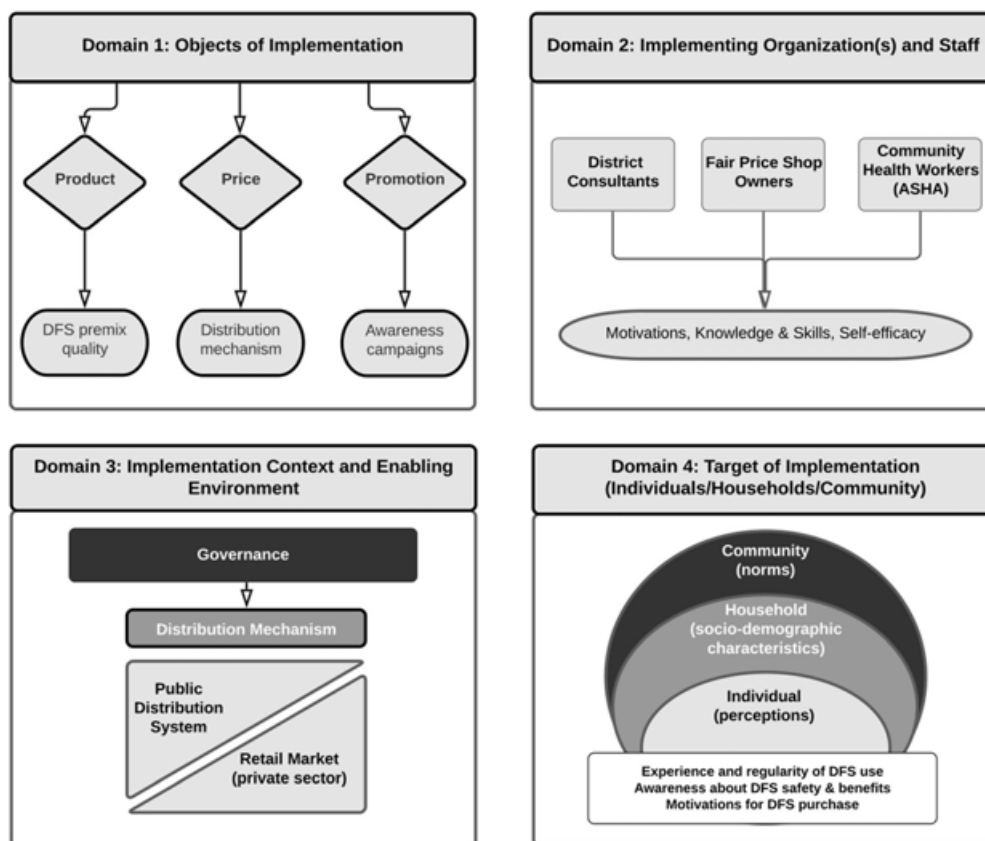 Domain 1: Objects of Implementation
Product
Price
Promotion
DFS premix
quality
Distribution
mechanism
Awareness
campaigns
Domain 2: Implementing Organization(s) and Staff
District
Consultants
Fair Price Shop
Owners
Community
Health Workers
(ASHA)
Motivations, Knowledge & Skills, Self-efficacy
Domain 3: Implementation Context and Enabling
Environment
Governance
Distribution Mechanism
Public
Distribution
System
Retail Market
(private sector)
Domain 4: Target of Implementation
(Individuals/Households/Community)
Community
(norms)
Household
(socio-demographic
characteristics)
Individual
(perceptions)
Experience and regularity of DFS use
Awareness about DFS safety & benefits
Motivations for DFS purchase